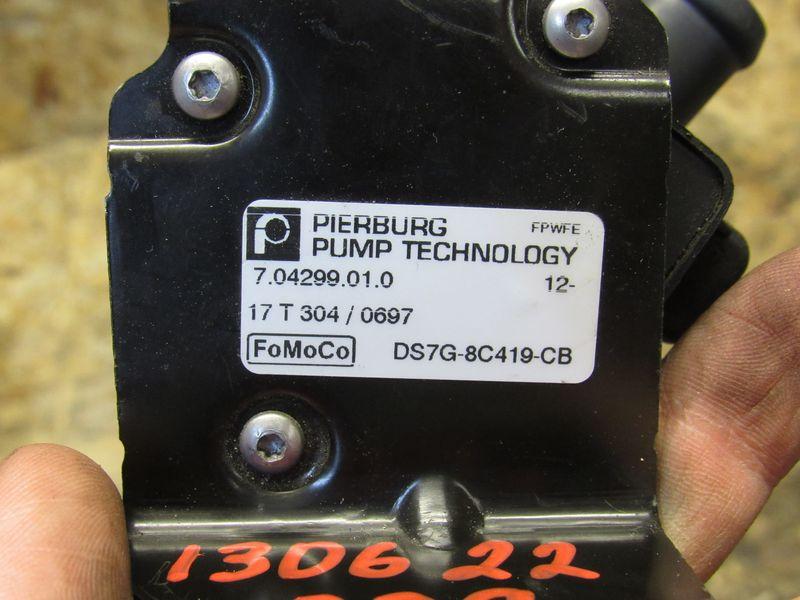 PIERBURG FPWFE
PUMP TECHNOLOGY
7.04299.01.0 12-
17 T 304 / 0697
FoMoCo DS7G-8C419-CB
130622